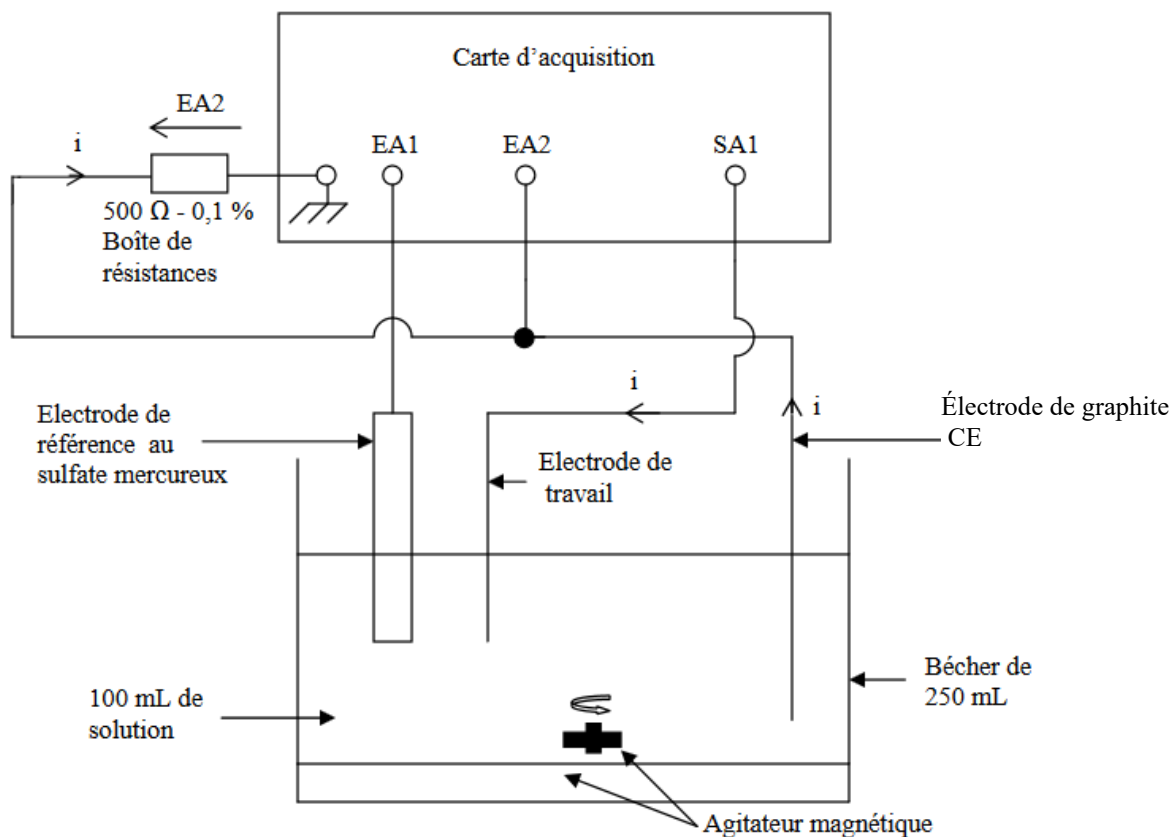 Carte d'acquisition
EA2
i
EA1
EA2
SA1
500 Ω - 0,1 %
Boîte de
résistances
i
i
Electrode de
référence au
sulfate mercureux
Electrode de
travail
Électrode de graphite
CE
100 mL de
solution
Bécher de
250 mL
Agitateur magnétique